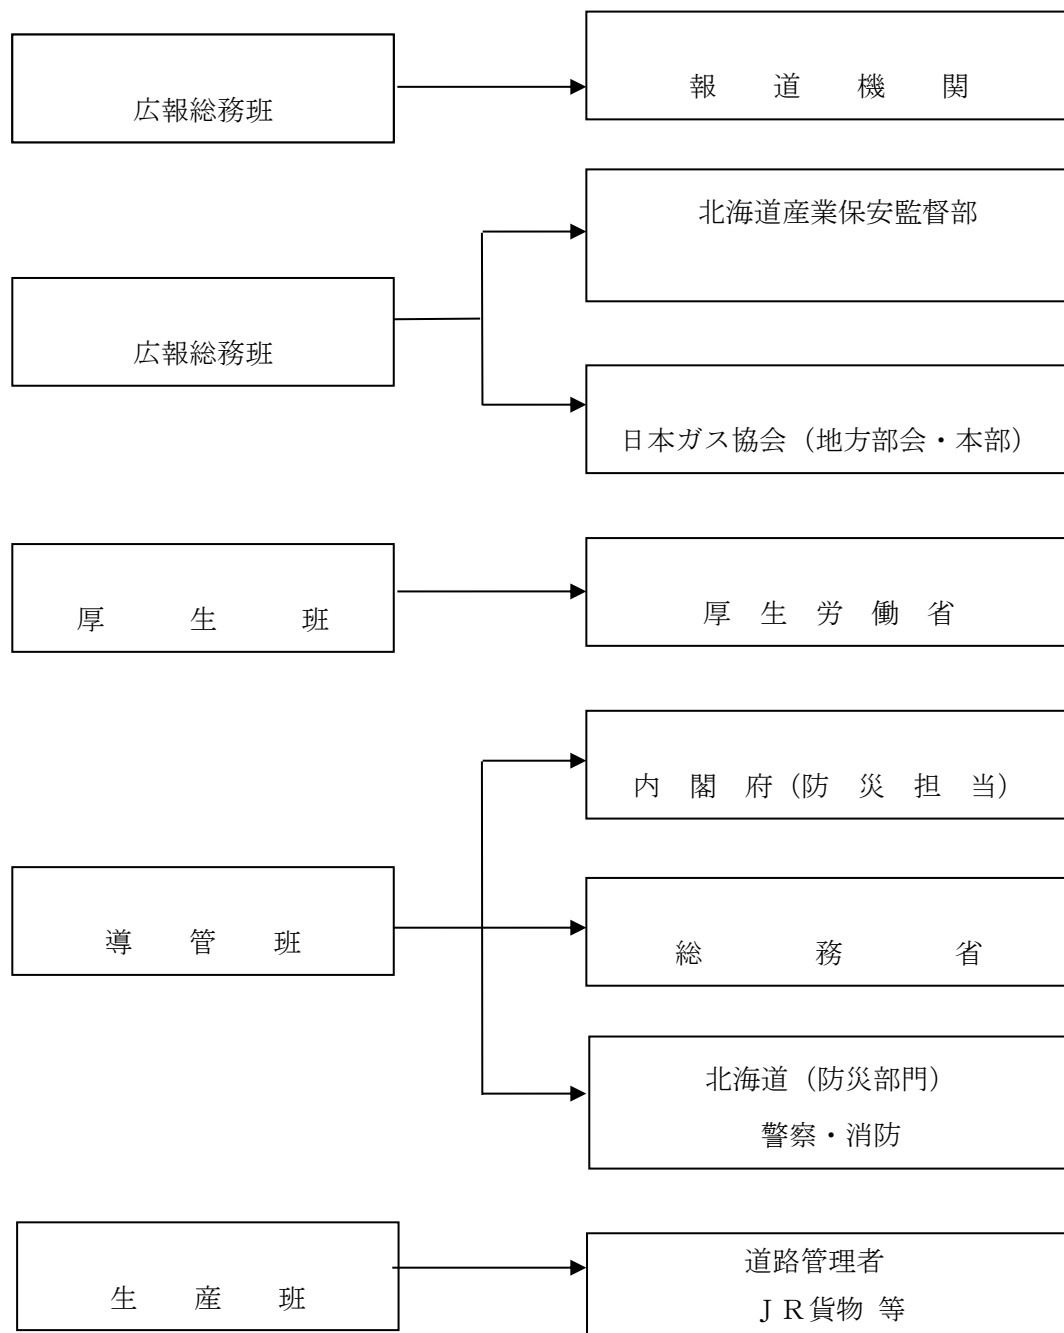 広報総務班
報　道　機　関
広報総務班
北海道産業保安監督部
日本ガス協会（地方部会・本部）
厚　生　班
厚　生　労　働　省
導　管　班
内　閣　府（防　災　担　当）
総　務　省
北海道（防災部門）
警察・消防
生　産　班
道路管理者
ＪＲ貨物 等